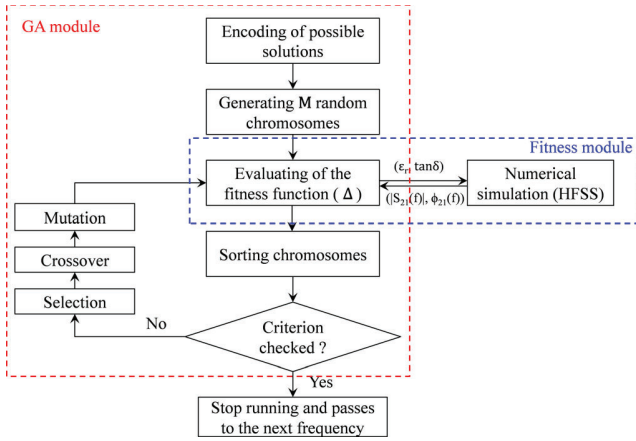 GA module
Encoding of possible
solutions
Generating M random
chromosomes
Fitness module
Evaluating of the
fitness function ( Δ )
(εr, tanδ)
(|S21(f)|, ϕ21(f))
Numerical
simulation (HFSS)
Mutation
Crossover
Selection
Sorting chromosomes
No
Criterion
checked ?
Yes
Stop running and passes
to the next frequency